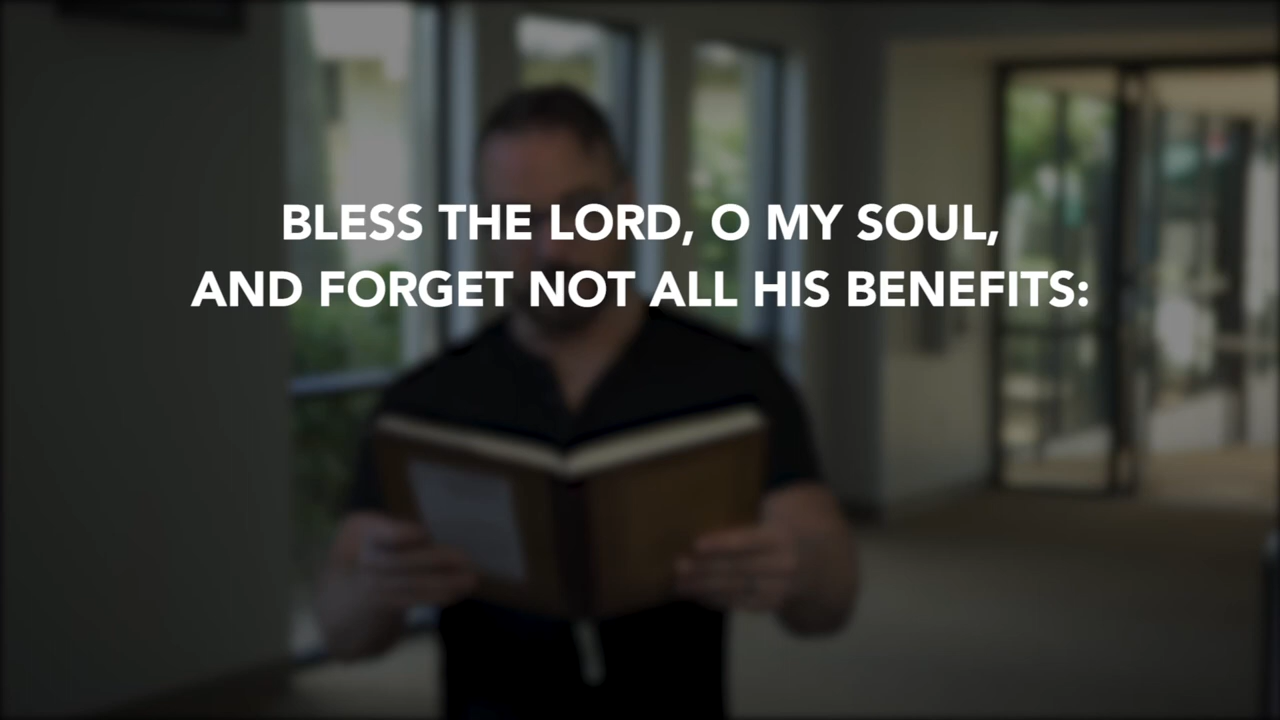 BLESS THE LORD, O MY SOUL,
AND FORGET NOT ALL HIS BENEFITS: